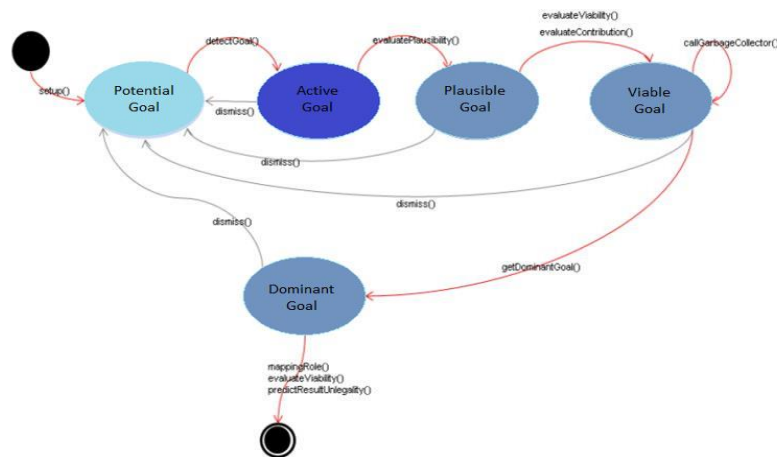 evaluateViability()
detectGoal()
evaluatePlausibility()
evaluateContribution()
callGarbageCollector()
setup()
Potential
Goal
Active
Goal
Plausible
Goal
Viable
Goal
dismiss()
dismiss()
dismiss()
dismiss()
getDominantGoal()
Dominant
Goal
mappingRole()
evaluateViability()
predictResultUnlegality()